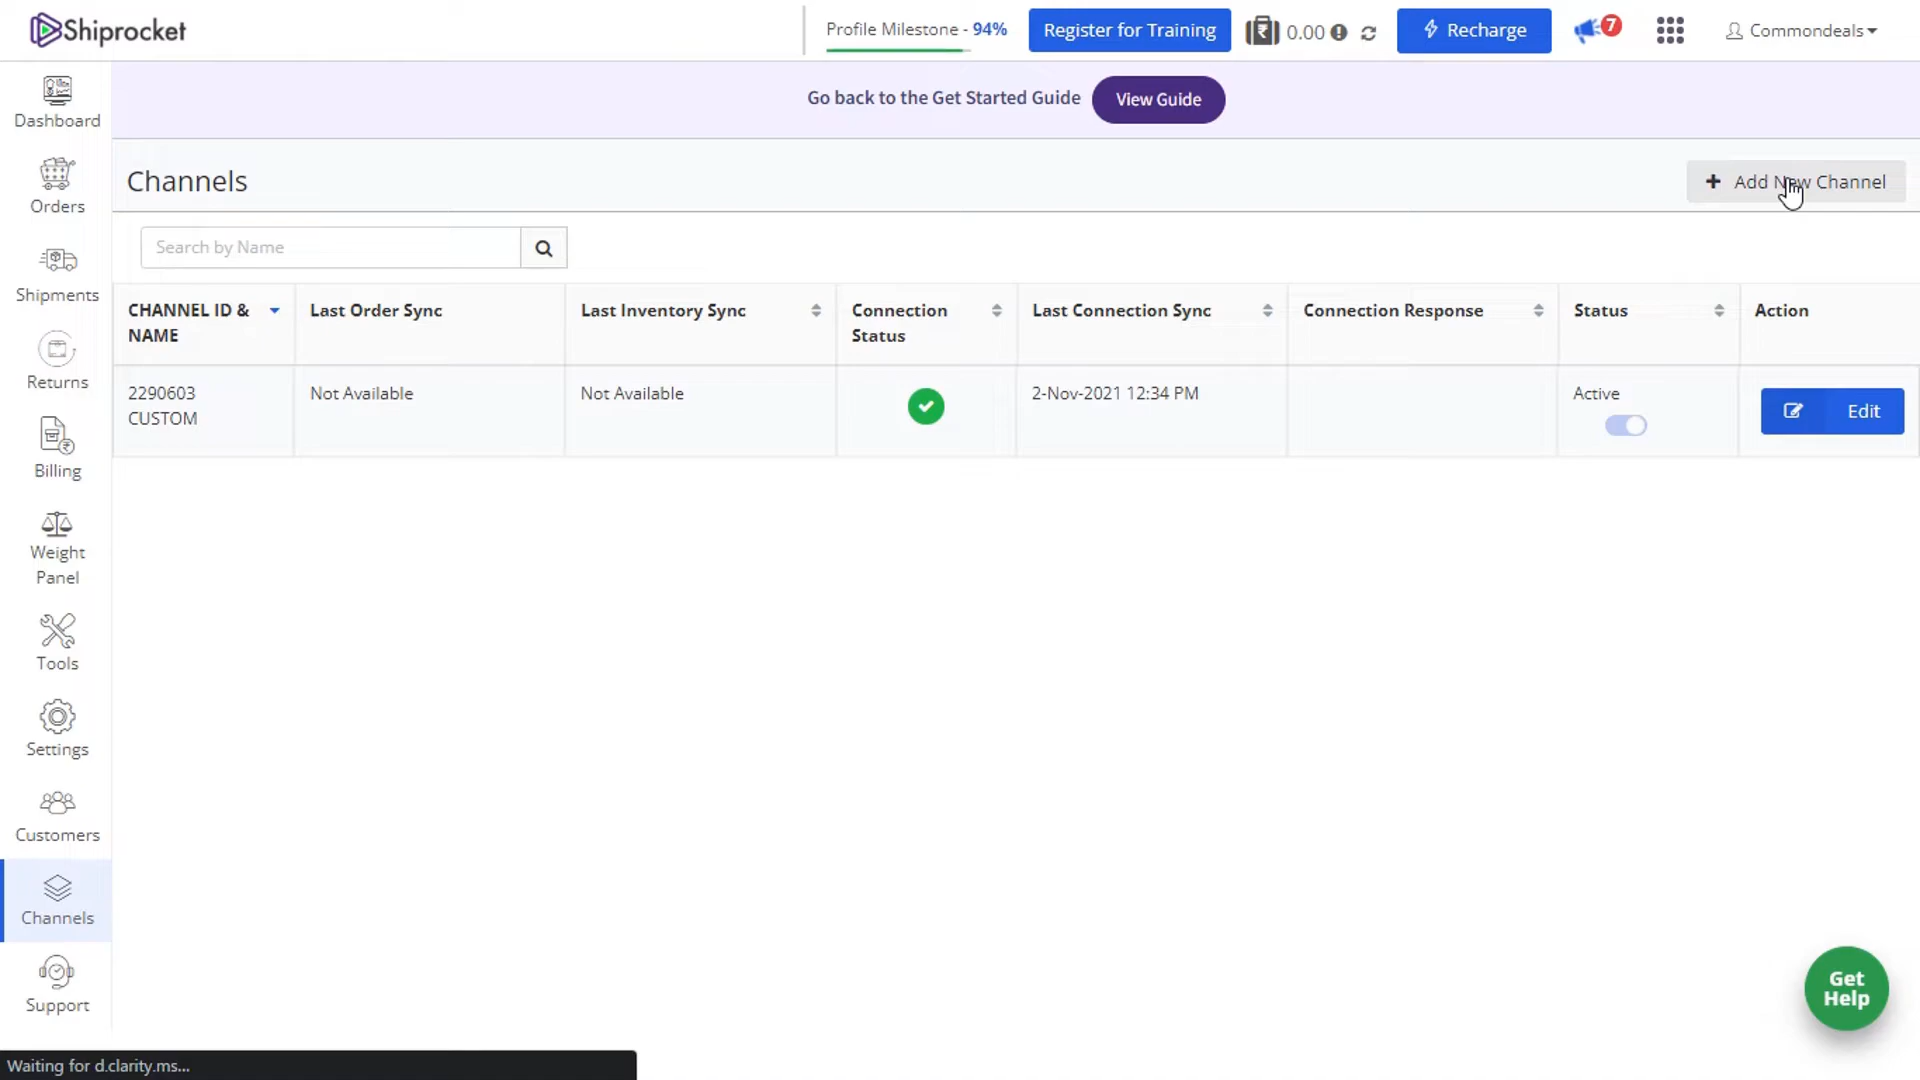 Shiprocket
Profile Milestone - 94%
Register for Training
0.00
Recharge
7
Commondeals
Dashboard
Orders
Shipments
Returns
Billing
Weight
Panel
Tools
Settings
Customers
Channels
Support
Go back to the Get Started Guide
View Guide
Channels
+ Add New Channel
Search by Name
CHANNEL ID &
NAME
Last Order Sync
Last Inventory Sync
Connection
Status
Last Connection Sync
Connection Response
Status
Action
2290603
CUSTOM
Not Available
Not Available
2-Nov-2021 12:34 PM
Active
Edit
Get
Help
Waiting for d.clarity.ms...